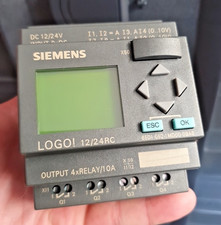 DC 12/24V
I1, I2 = A I3, A I4 (0..10V)
SIEMENS
ESC
OK
LOGO! 12/24RC
OUTPUT 4xRELAY/10A
Q1
Q2
Q3
Q4